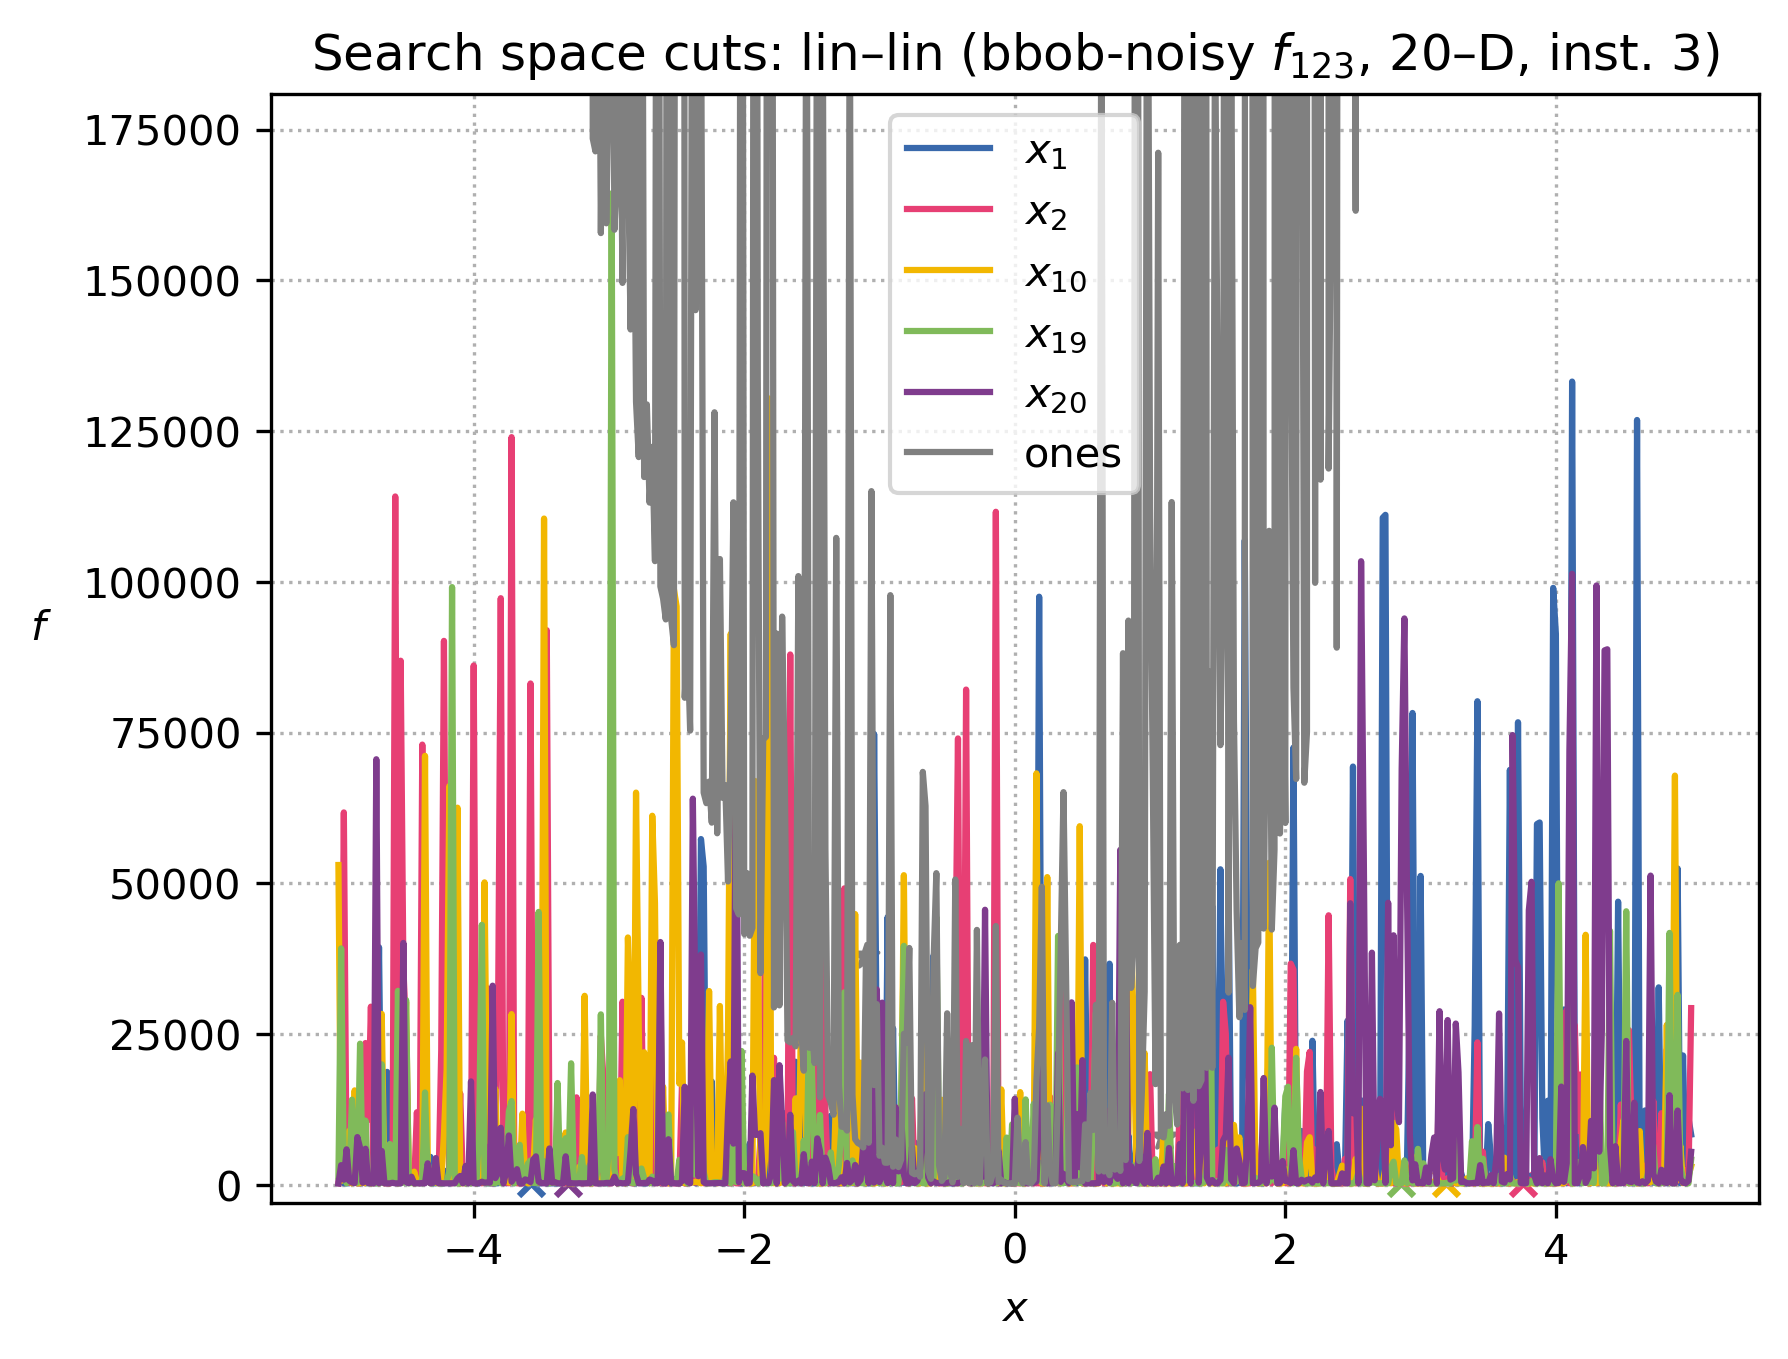 Search space cuts: lin–lin (bbob-noisy f₁₂₃, 20–D, inst. 3)
175000
150000
125000
100000
75000
50000
25000
0
f
x₁
x₂
x₁₀
x₁₉
x₂₀
ones
−4
−2
0
2
4
x